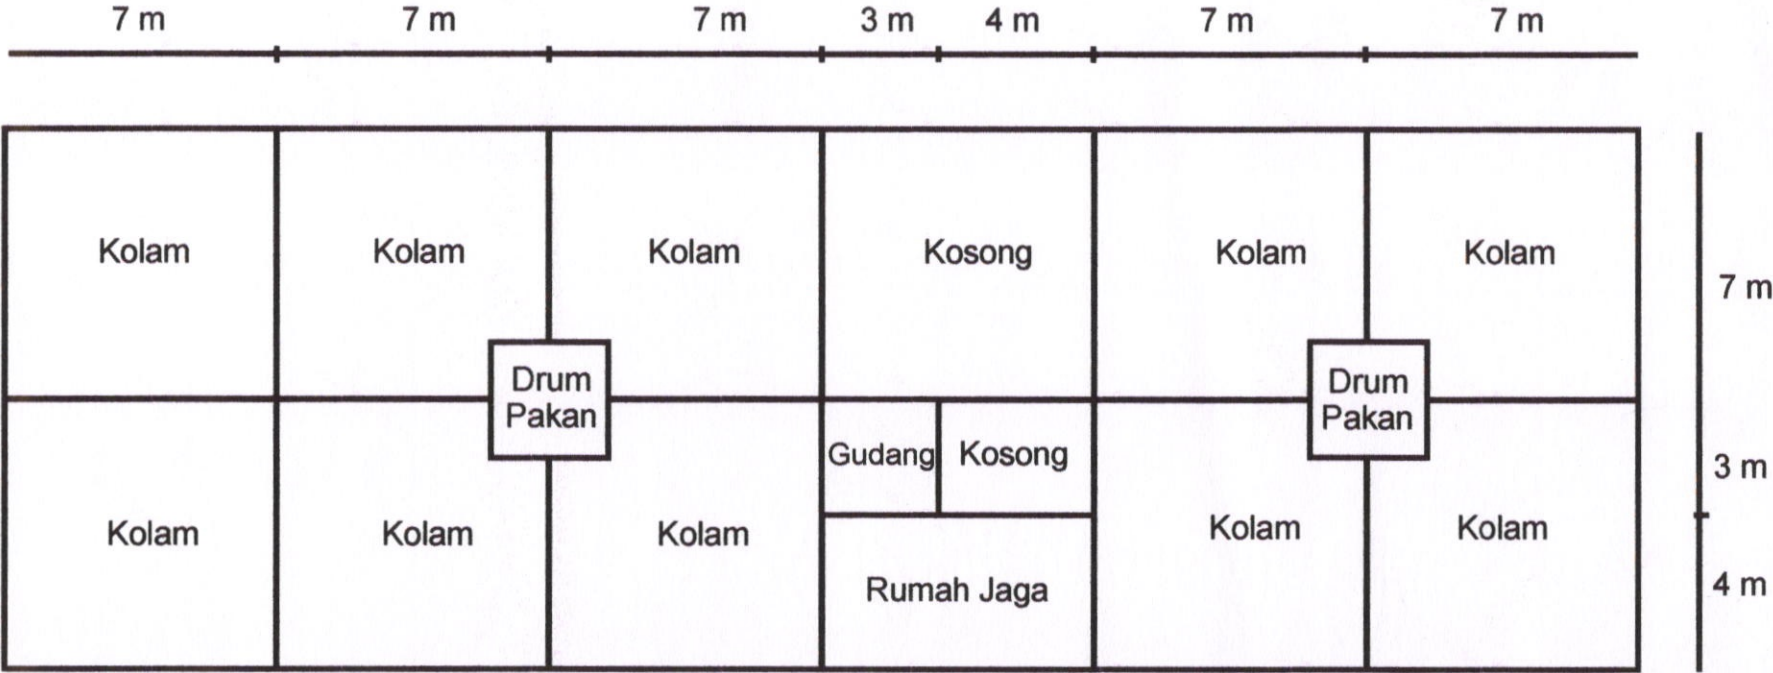 7 m 7 m 7 m 3 m 4 m 7 m 7 m
Kolam Kolam Kolam Kosong Kolam Kolam
7 m
Drum
Pakan
Drum
Pakan
Gudang Kosong
3 m
Kolam Kolam Kolam Kolam Kolam
Rumah Jaga
4 m